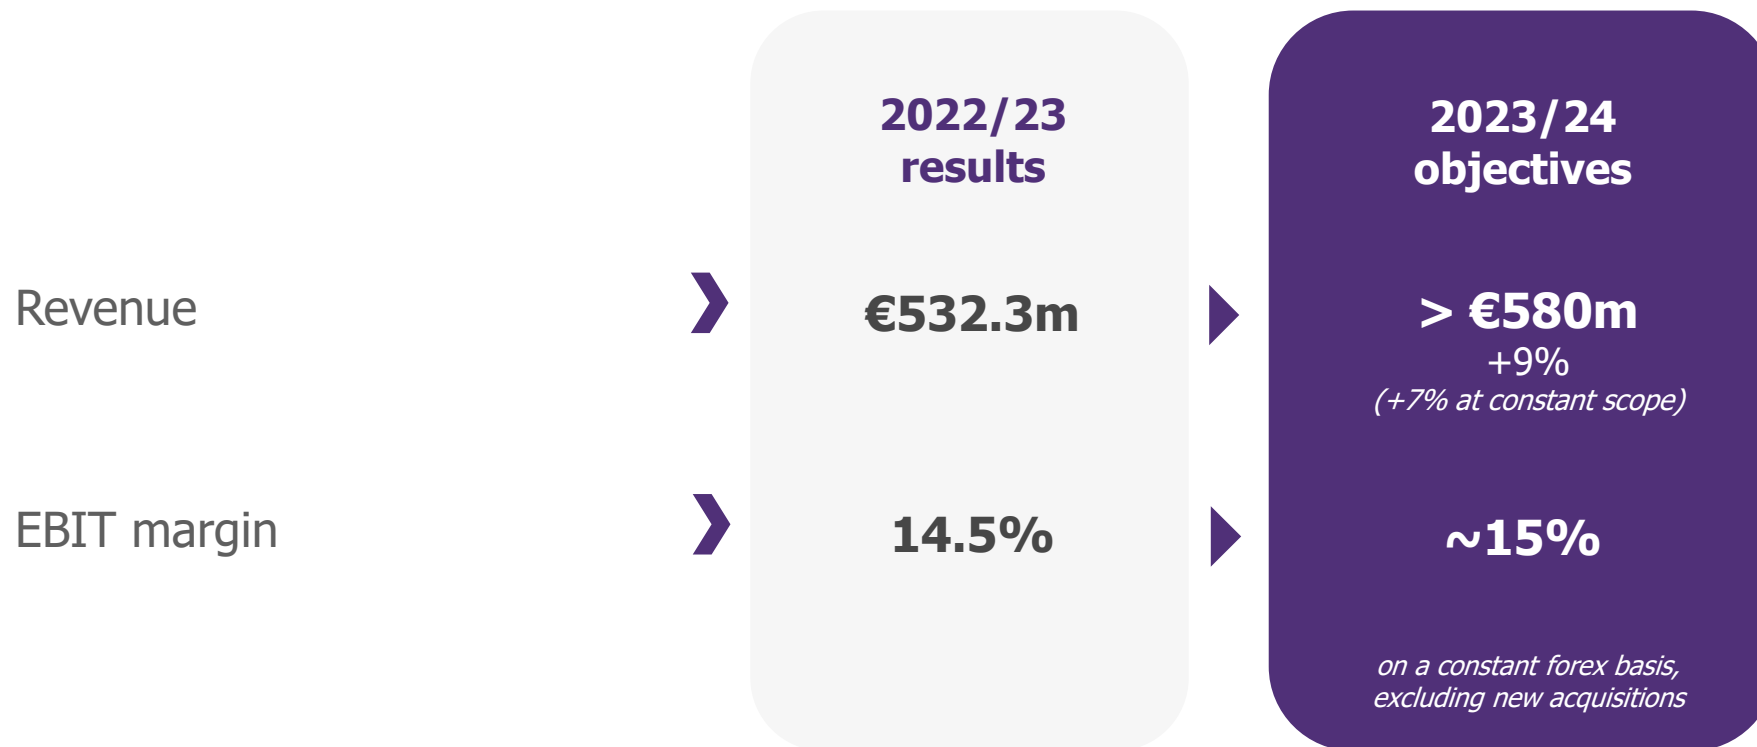 2022/23
results
2023/24
objectives
Revenue
€532.3m
> €580m
+9%
(+7% at constant scope)
EBIT margin
14.5%
~15%
on a constant forex basis,
excluding new acquisitions